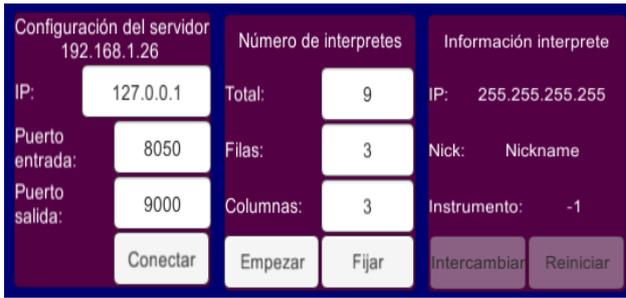 Configuración del servidor
192.168.1.26
IP: 127.0.0.1
Puerto
entrada: 8050
Puerto
salida: 9000
Conectar
Número de interpretes
Total: 9
Filas: 3
Columnas: 3
Empezar Fijar
Información interprete
IP: 255.255.255.255
Nick: Nickname
Instrumento: -1
Intercambiar Reiniciar